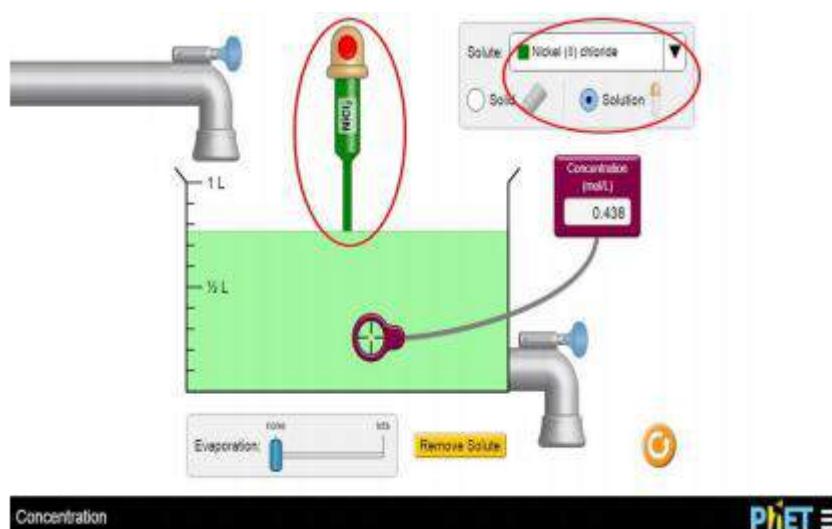 Solute: Nickel (II) chloride
Solid
Solution
Concentration
(mol/L)
0.438
1 L
½ L
Evaporation:
none
lots
Remove Solute
Concentration
PhET